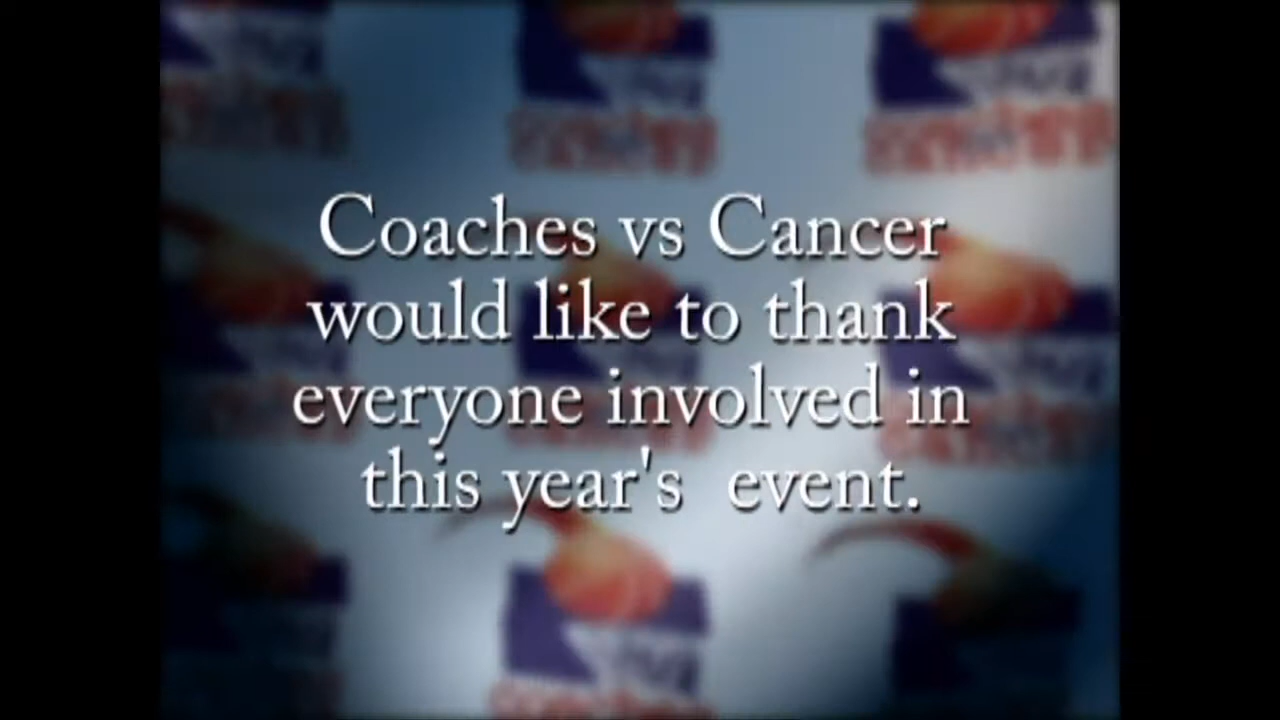 Coaches vs Cancer
would like to thank
everyone involved in
this year's  event.